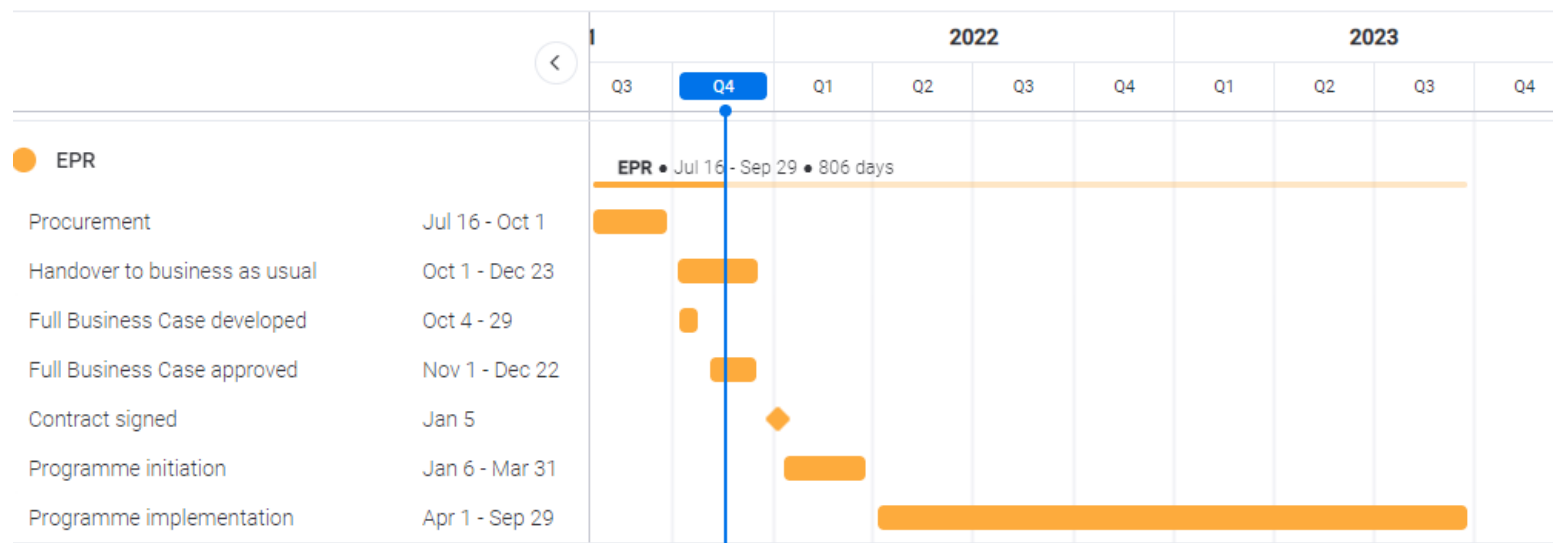 1 2022 2023
Q3 Q4 Q1 Q2 Q3 Q4 Q1 Q2 Q3 Q4
EPR
EPR • Jul 16 - Sep 29 • 806 days
Procurement Jul 16 - Oct 1
Handover to business as usual Oct 1 - Dec 23
Full Business Case developed Oct 4 - 29
Full Business Case approved Nov 1 - Dec 22
Contract signed Jan 5
Programme initiation Jan 6 - Mar 31
Programme implementation Apr 1 - Sep 29